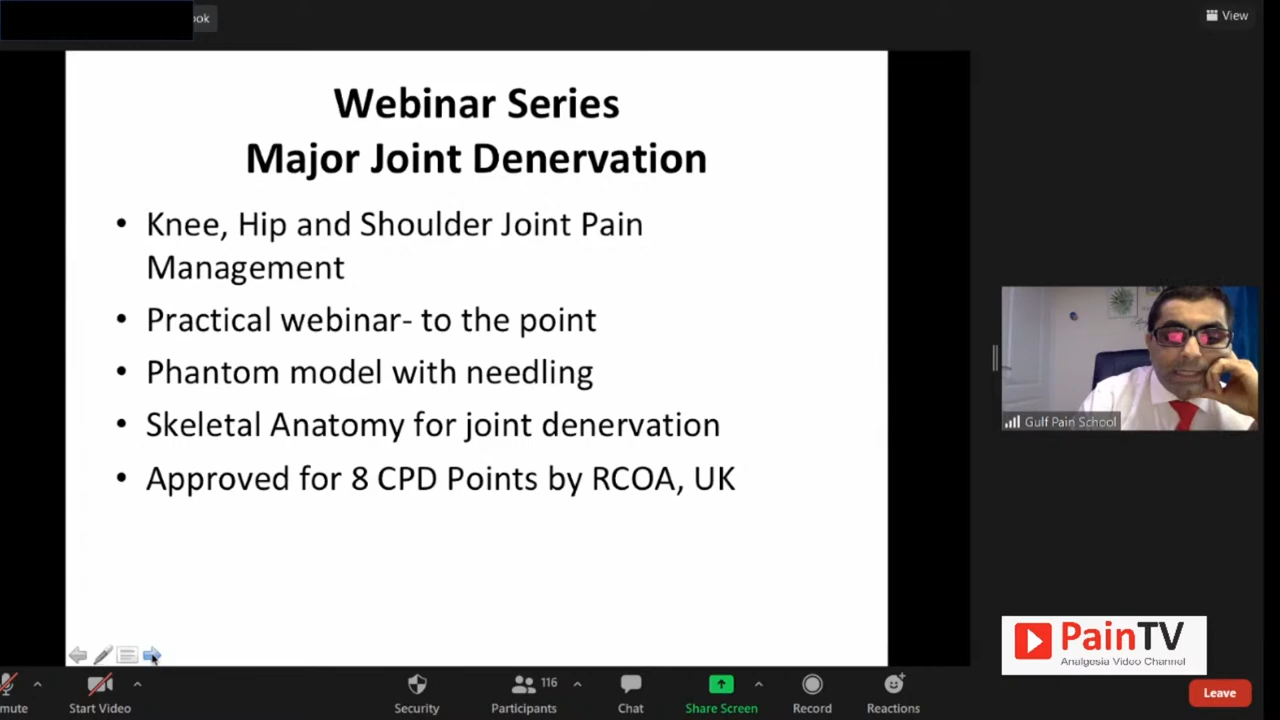 ook
View
Webinar Series
Major Joint Denervation
• Knee, Hip and Shoulder Joint Pain
Management
• Practical webinar- to the point
• Phantom model with needling
• Skeletal Anatomy for joint denervation
• Approved for 8 CPD Points by RCOA, UK
Gulf Pain School
PainTV
Analgesia Video Channel
mute
Start Video
Security
116
Participants
Chat
Share Screen
Record
Reactions
Leave